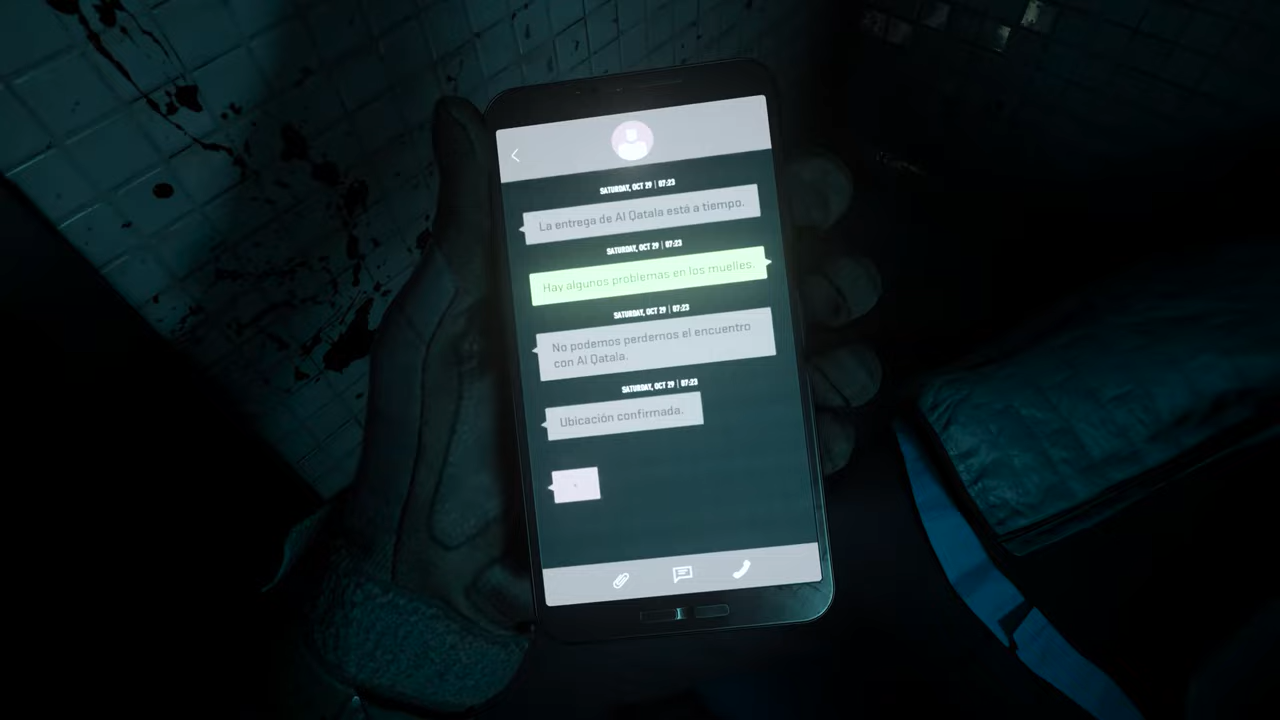 SATURDAY, OCT 29 | 07:23
La entrega de Al Qatala está a tiempo.
SATURDAY, OCT 29 | 07:23
Hay algunos problemas en los muelles.
SATURDAY, OCT 29 | 07:23
No podemos perdernos el encuentro
con Al Qatala.
SATURDAY, OCT 29 | 07:23
Ubicación confirmada.